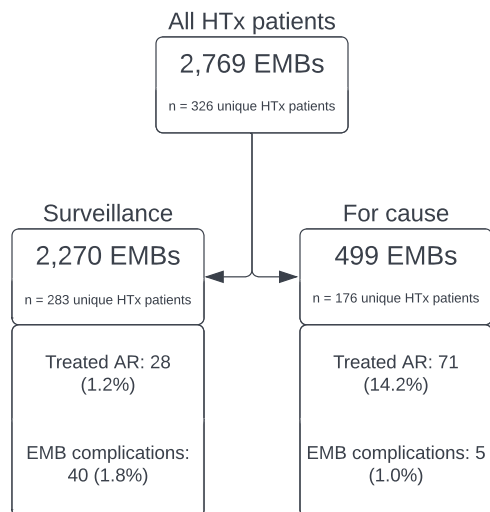 All HTx patients
2,769 EMBs
n = 326 unique HTx patients
Surveillance
2,270 EMBs
n = 283 unique HTx patients
Treated AR: 28
(1.2%)
EMB complications:
40 (1.8%)
For cause
499 EMBs
n = 176 unique HTx patients
Treated AR: 71
(14.2%)
EMB complications: 5
(1.0%)